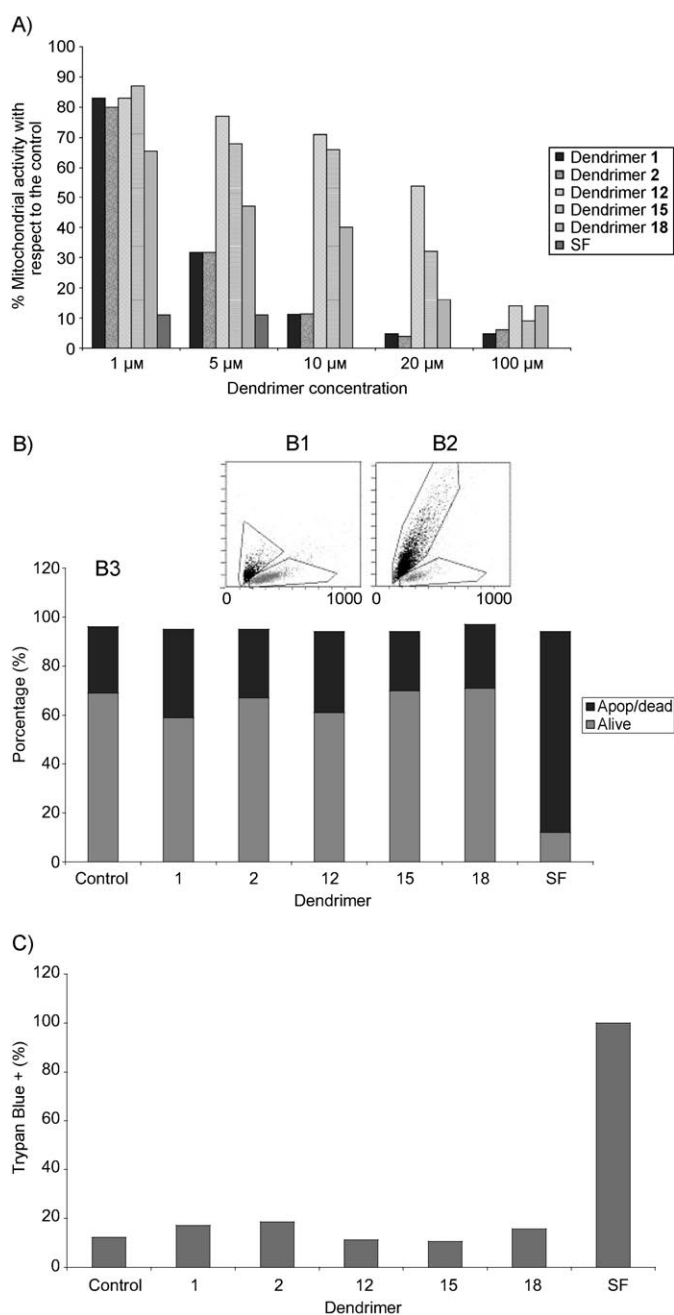 A)
% Mitochondrial activity with
respect to the control
100
90
80
70
60
50
40
30
20
10
0
1 µM
5 µM
10 µM
20 µM
100 µM
Dendrimer concentration
Dendrimer 1
Dendrimer 2
Dendrimer 12
Dendrimer 15
Dendrimer 18
SF
B)
B1
B2
0
1000
0
1000
B3
Porcentage (%)
120
100
80
60
40
20
0
Control
1
2
12
15
18
SF
Dendrimer
Apop/dead
Alive
C)
Trypan Blue + (%)
120
100
80
60
40
20
0
Control
1
2
12
15
18
SF
Dendrimer